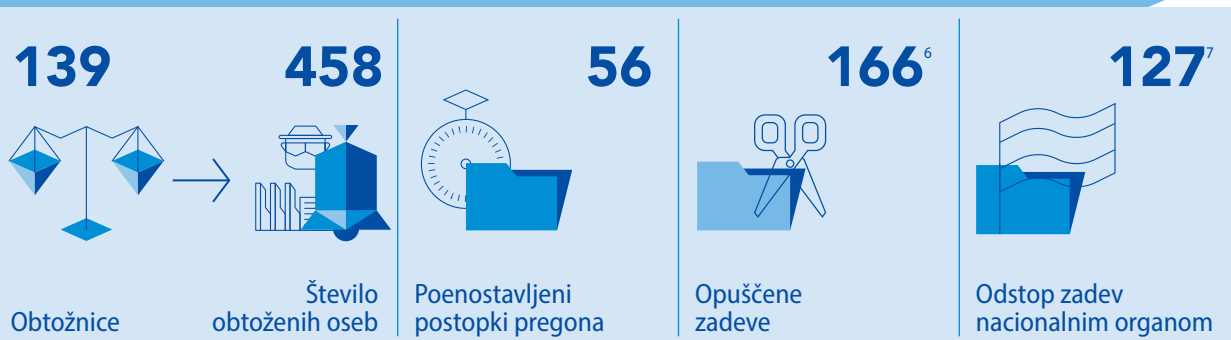 139
458
56
166⁶
127⁷
Obtožnice
Število
obtoženih oseb
Poenostavljeni
postopki pregona
Opuščene
zadeve
Odstop zadev
nacionalnim organom